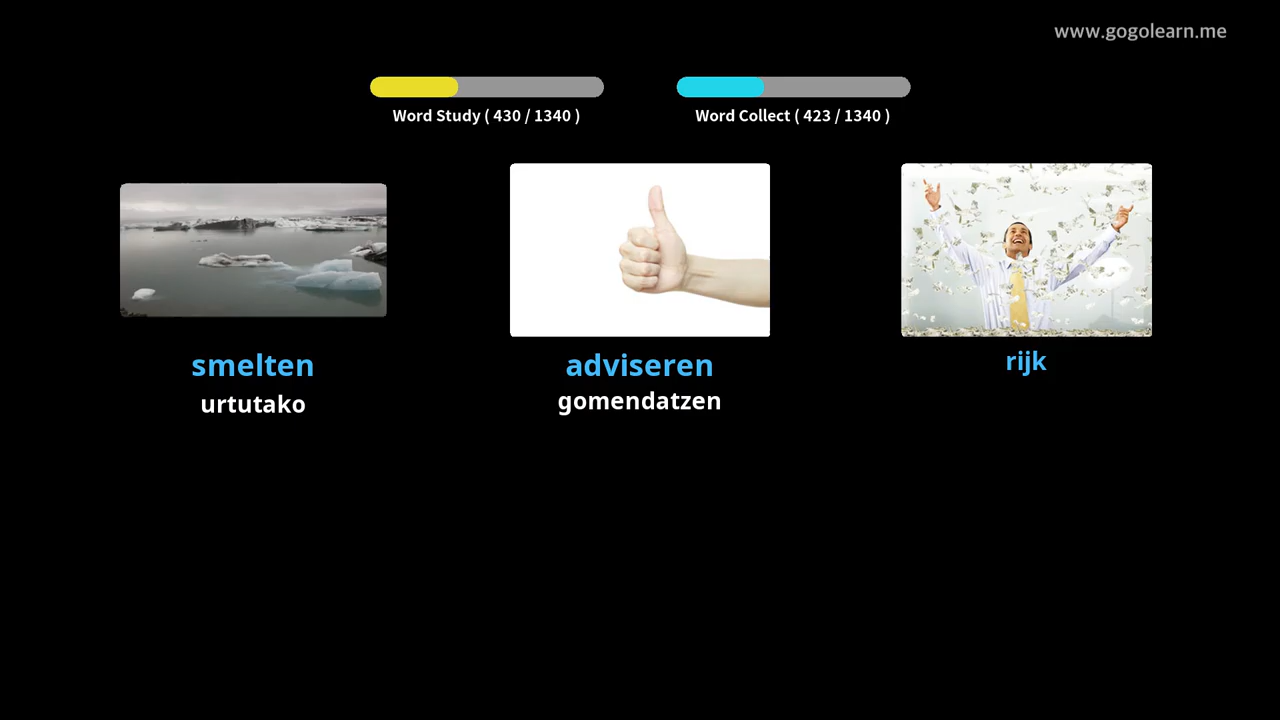 www.gogolearn.me
Word Study ( 430 / 1340 )
Word Collect ( 423 / 1340 )
smelten
urtutako
adviseren
gomendatzen
rijk